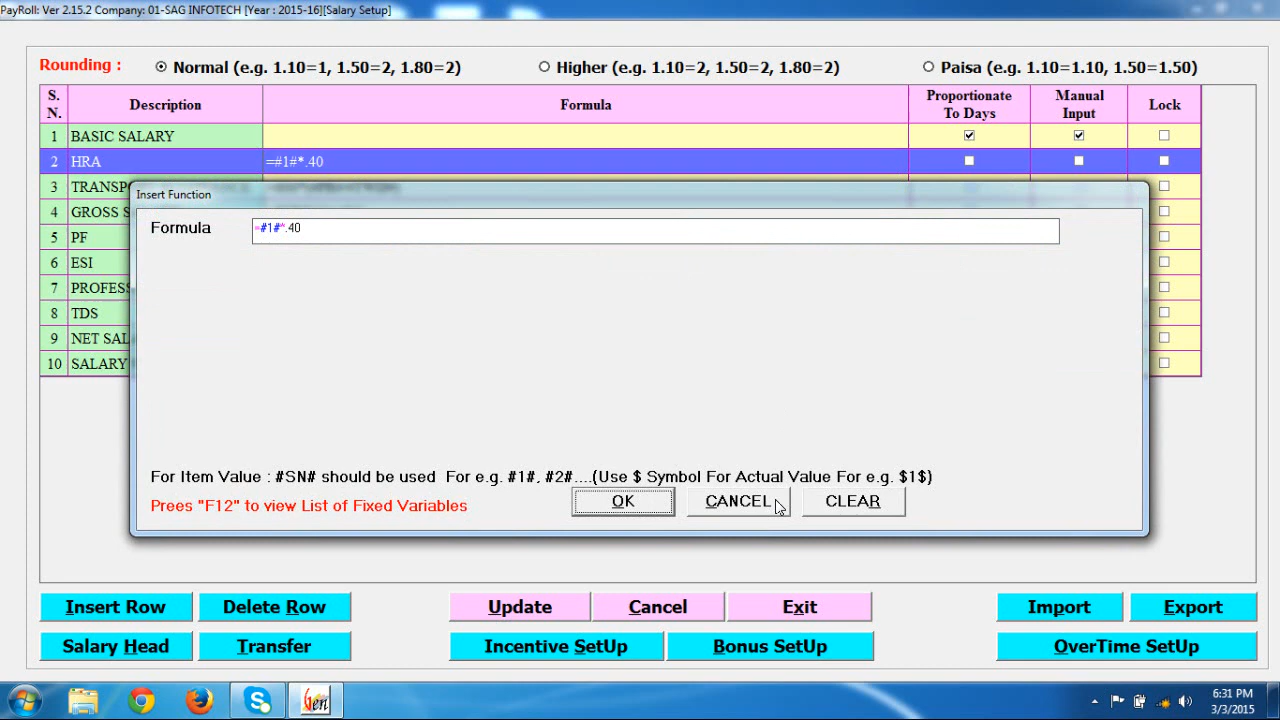 PayRoll: Ver 2.15.2 Company: 01-SAG INFOTECH [Year : 2015-16][Salary Setup]
Rounding : Normal (e.g. 1.10=1, 1.50=2, 1.80=2) Higher (e.g. 1.10=2, 1.50=2, 1.80=2) Paisa (e.g. 1.10=1.10, 1.50=1.50)
S. N. Description Formula Proportionate To Days Manual Input Lock
1 BASIC SALARY
2 HRA =#1#*.40
3 TRANSP
4 GROSS S
5 PF
6 ESI
7 PROFESS
8 TDS
9 NET SAL
10 SALARY
Insert Function
Formula =#1#*.40
For Item Value : #SN# should be used For e.g. #1#, #2#....(Use $ Symbol For Actual Value For e.g. $1$)
Prees "F12" to view List of Fixed Variables
OK CANCEL CLEAR
Insert Row Delete Row Update Cancel Exit Import Export
Salary Head Transfer Incentive SetUp Bonus SetUp OverTime SetUp
Gen
6:31 PM
3/3/2015